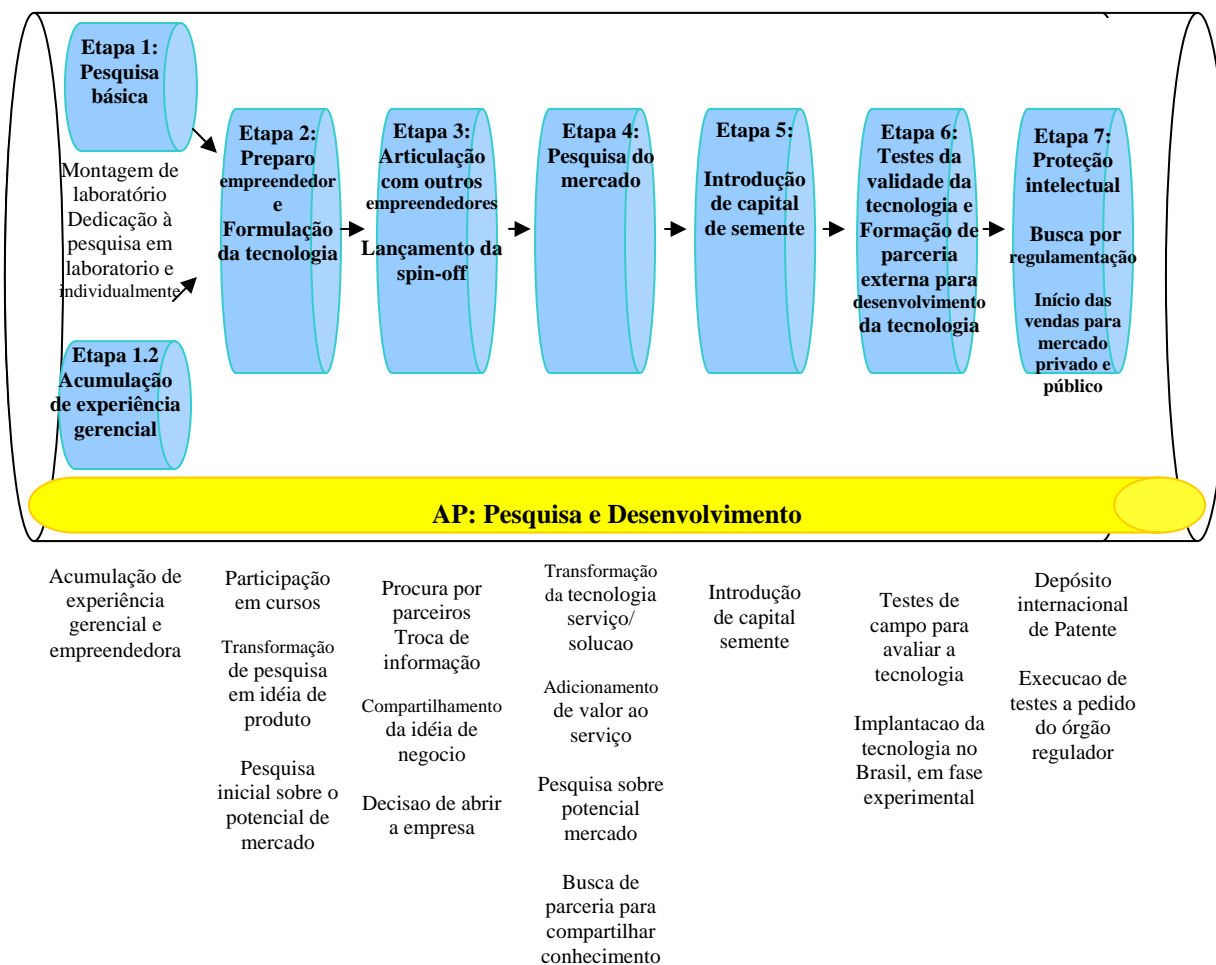 Etapa 1:
Pesquisa
básica
Montagem de
laboratório
Dedicação à
pesquisa em
laboratorio e
individualmente
Etapa 1.2
Acumulação
de experiência
gerencial
Etapa 2:
Preparo
empreendedor
e
Formulação
da tecnologia
Etapa 3:
Articulação
com outros
empreendedores
Lançamento da
spin-off
Etapa 4:
Pesquisa do
mercado
Etapa 5:
Introdução
de capital
de semente
Etapa 6:
Testes da
validade da
tecnologia e
Formação de
parceria
externa para
desenvolvimento
da tecnologia
Etapa 7:
Proteção
intelectual
Busca por
regulamentação
Início das
vendas para
mercado
privado e
público
AP: Pesquisa e Desenvolvimento
Acumulação de
experiência
gerencial e
empreendedora
Participação
em cursos
Transformação
de pesquisa
em idéia de
produto
Pesquisa
inicial sobre o
potencial de
mercado
Procura por
parceiros
Troca de
informação
Compartilhamento
da idéia de
negocio
Decisao de abrir
a empresa
Transformação
da tecnologia
serviço/
solucao
Adicionamento
de valor ao
serviço
Pesquisa sobre
potencial
mercado
Busca de
parceria para
compartilhar
conhecimento
Introdução
de capital
semente
Testes de
campo para
avaliar a
tecnologia
Implantacao da
tecnologia no
Brasil, em fase
experimental
Depósito
internacional
de Patente
Execucao de
testes a pedido
do órgão
regulador